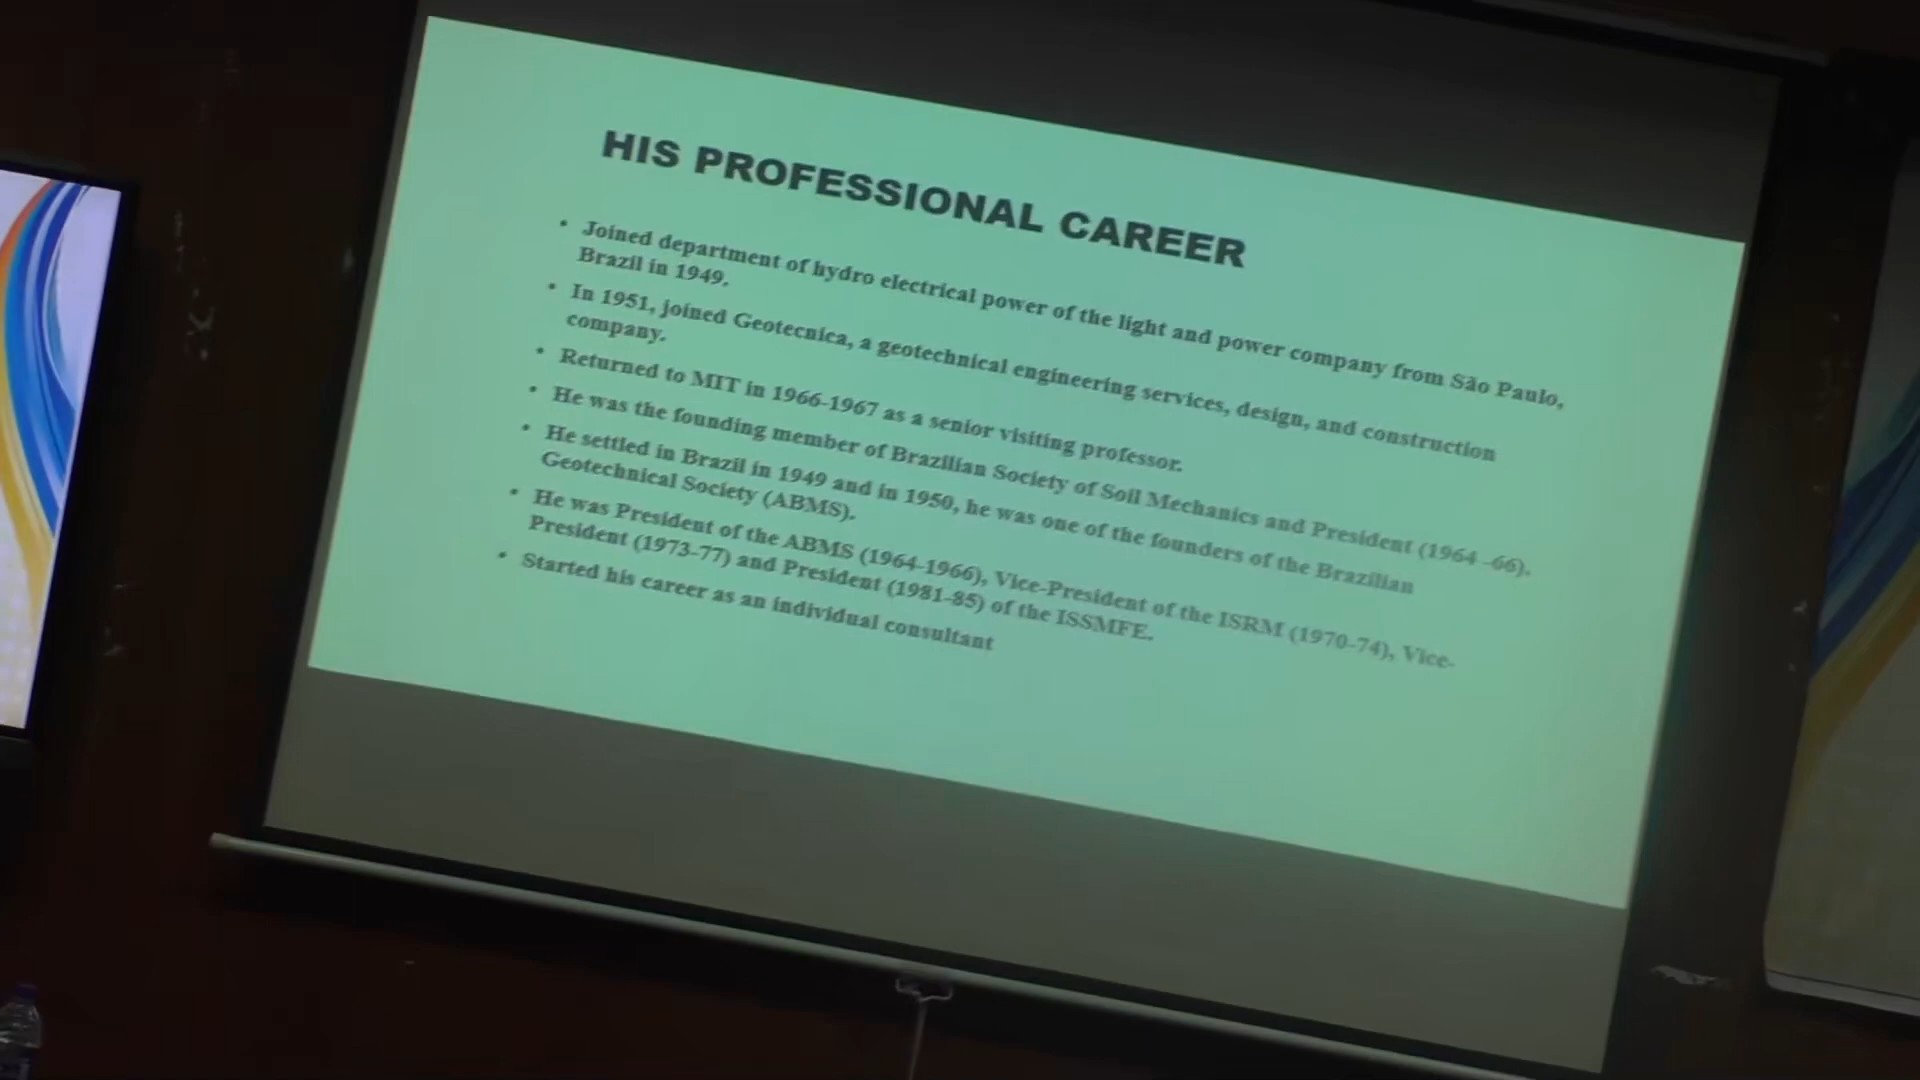 HIS PROFESSIONAL CAREER
• Joined department of hydro electrical power of the light and power company from São Paulo,
Brazil in 1949.
• In 1951, joined Geotecnica, a geotechnical engineering services, design, and construction
company.
• Returned to MIT in 1966-1967 as a senior visiting professor.
• He was the founding member of Brazilian Society of Soil Mechanics and President (1964 -66).
• He settled in Brazil in 1949 and in 1950, he was one of the founders of the Brazilian
Geotechnical Society (ABMS).
• He was President of the ABMS (1964-1966), Vice-President of the ISRM (1970-74), Vice-
President (1973-77) and President (1981-85) of the ISSMFE.
• Started his career as an individual consultant